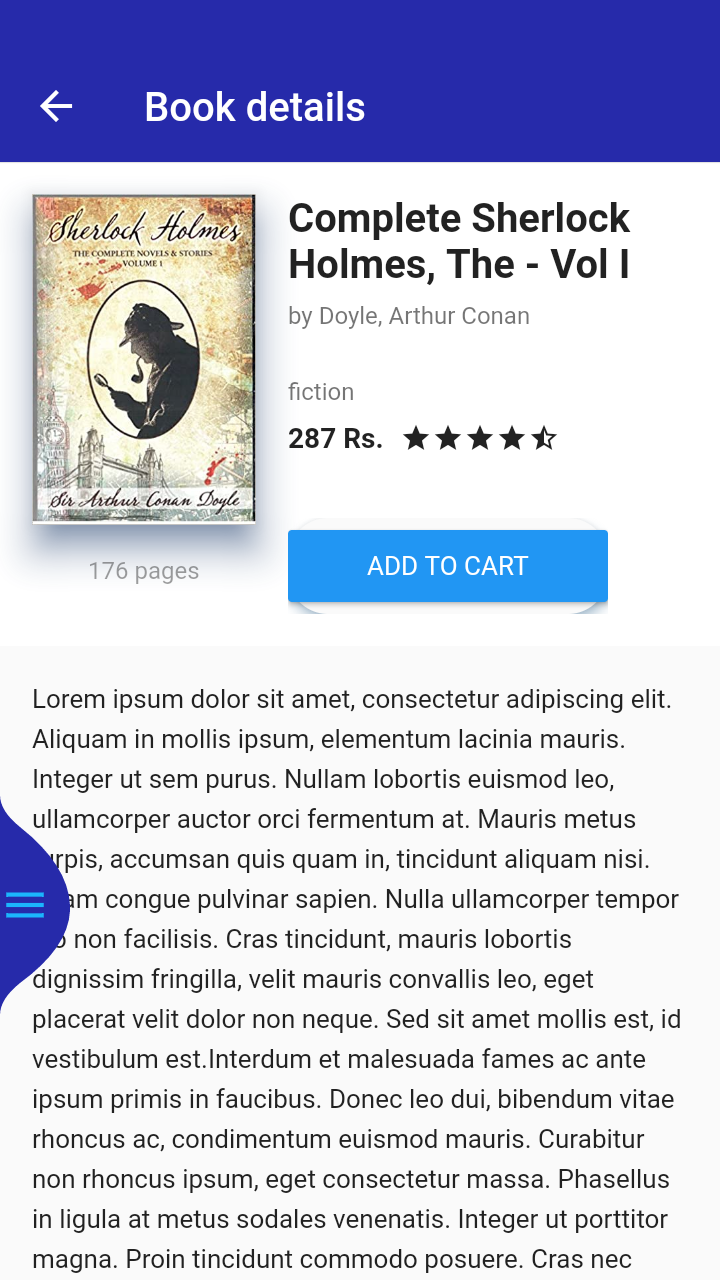 Book details
Sherlock Holmes
THE COMPLETE NOVELS & STORIES
VOLUME 1
Sir Arthur Conan Doyle
176 pages
Complete Sherlock
Holmes, The - Vol I
by Doyle, Arthur Conan
fiction
287 Rs.
ADD TO CART
Lorem ipsum dolor sit amet, consectetur adipiscing elit.
Aliquam in mollis ipsum, elementum lacinia mauris.
Integer ut sem purus. Nullam lobortis euismod leo,
ullamcorper auctor orci fermentum at. Mauris metus
accumsan quis quam in, tincidunt aliquam nisi.
congue pulvinar sapien. Nulla ullamcorper tempor
non facilisis. Cras tincidunt, mauris lobortis
dignissim fringilla, velit mauris convallis leo, eget
placerat velit dolor non neque. Sed sit amet mollis est, id
vestibulum est.Interdum et malesuada fames ac ante
ipsum primis in faucibus. Donec leo dui, bibendum vitae
rhoncus ac, condimentum euismod mauris. Curabitur
non rhoncus ipsum, eget consectetur massa. Phasellus
in ligula at metus sodales venenatis. Integer ut porttitor
magna. Proin tincidunt commodo posuere. Cras nec